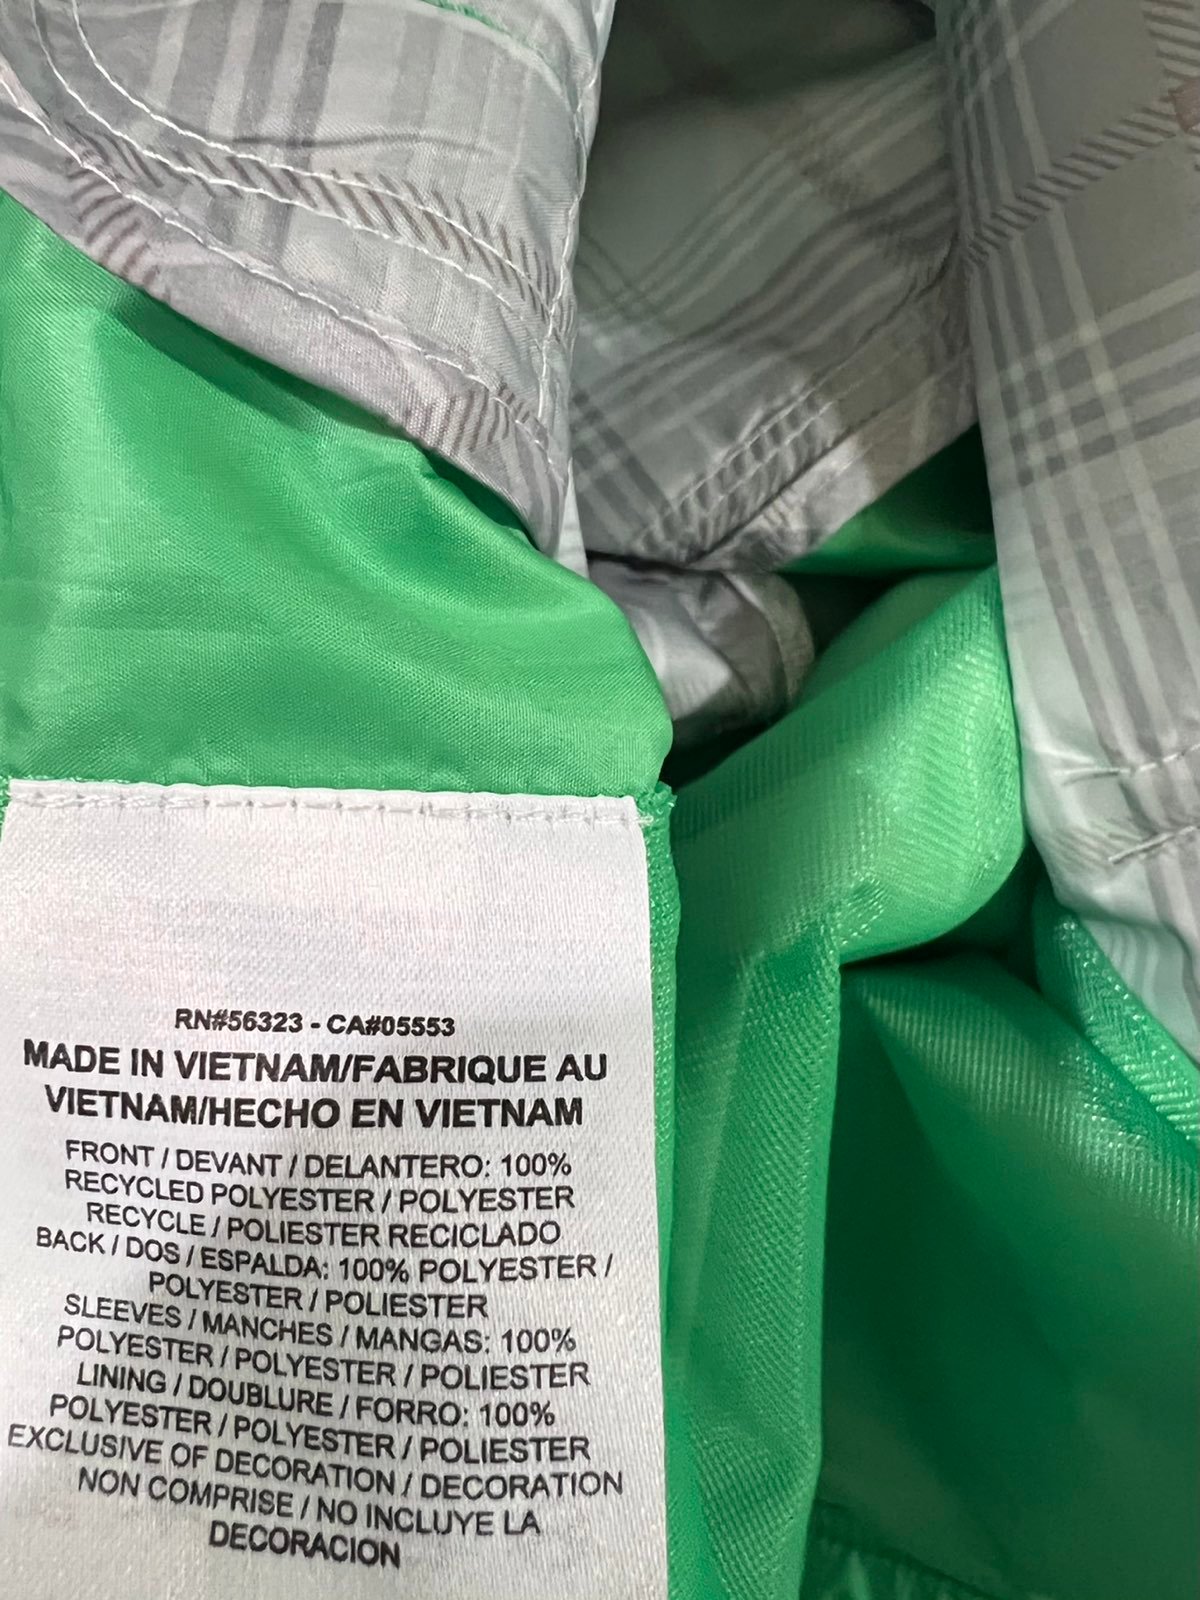 RN#56323 - CA#05553
MADE IN VIETNAM/FABRIQUE AU
VIETNAM/HECHO EN VIETNAM
FRONT / DEVANT / DELANTERO: 100%
RECYCLED POLYESTER / POLYESTER
RECYCLE / POLIESTER RECICLADO
BACK / DOS / ESPALDA: 100% POLYESTER /
POLYESTER / POLIESTER
SLEEVES / MANCHES / MANGAS: 100%
POLYESTER / POLYESTER / POLIESTER
LINING / DOUBLURE / FORRO: 100%
POLYESTER / POLYESTER / POLIESTER
EXCLUSIVE OF DECORATION / DECORATION
NON COMPRISE / NO INCLUYE LA
DECORACION